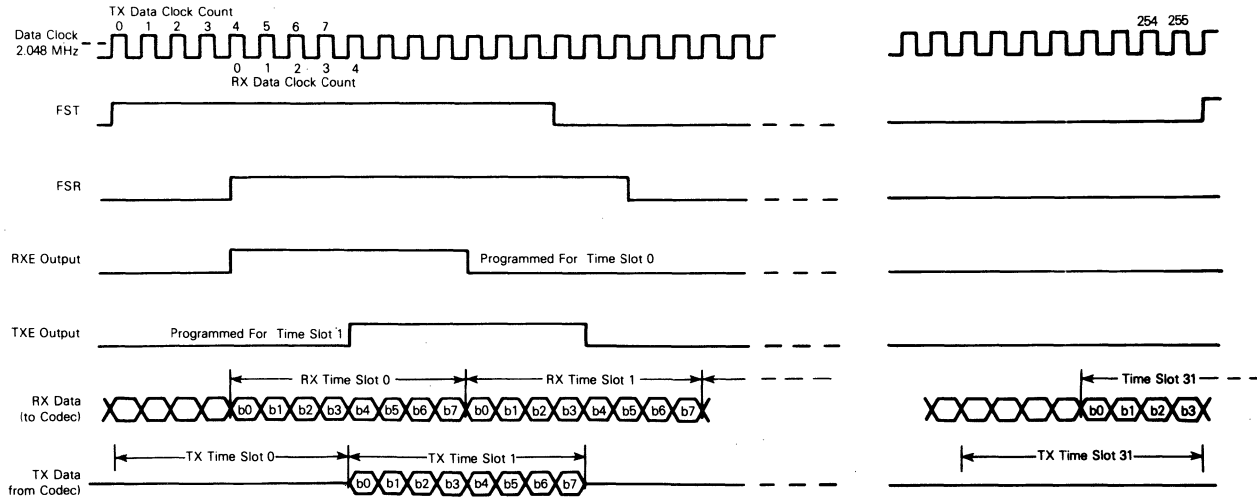 TX Data Clock Count
0 1 2 3 4 5 6 7
254 255
Data Clock
2.048 MHz
0 1 2 3 4
RX Data Clock Count
FST
FSR
RXE Output
Programmed For Time Slot 0
TXE Output
Programmed For Time Slot 1
RX Time Slot 0
RX Time Slot 1
Time Slot 31
RX Data
(to Codec)
b0 b1 b2 b3 b4 b5 b6 b7 b0 b1 b2 b3 b4 b5 b6 b7
b0 b1 b2 b3
TX Time Slot 0
TX Time Slot 1
TX Time Slot 31
TX Data
from Codec)
b0 b1 b2 b3 b4 b5 b6 b7